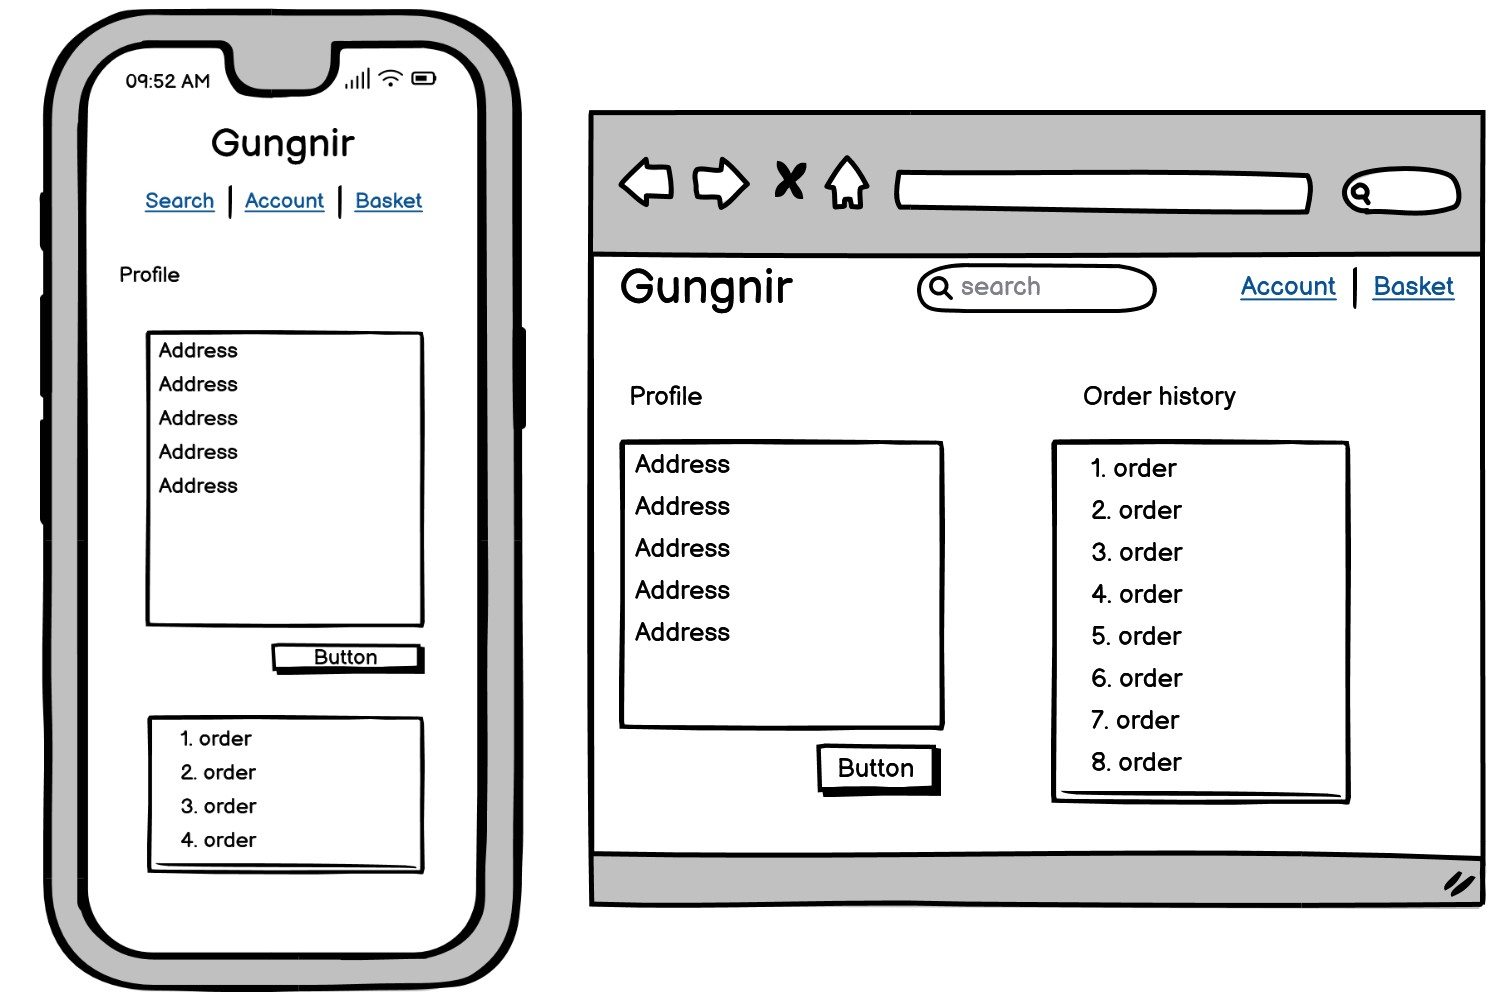 09:52 AM
Gungnir
Search | Account | Basket
Profile
Address
Address
Address
Address
Address
Button
1. order
2. order
3. order
4. order
Gungnir
search
Account | Basket
Profile
Address
Address
Address
Address
Address
Button
Order history
1. order
2. order
3. order
4. order
5. order
6. order
7. order
8. order